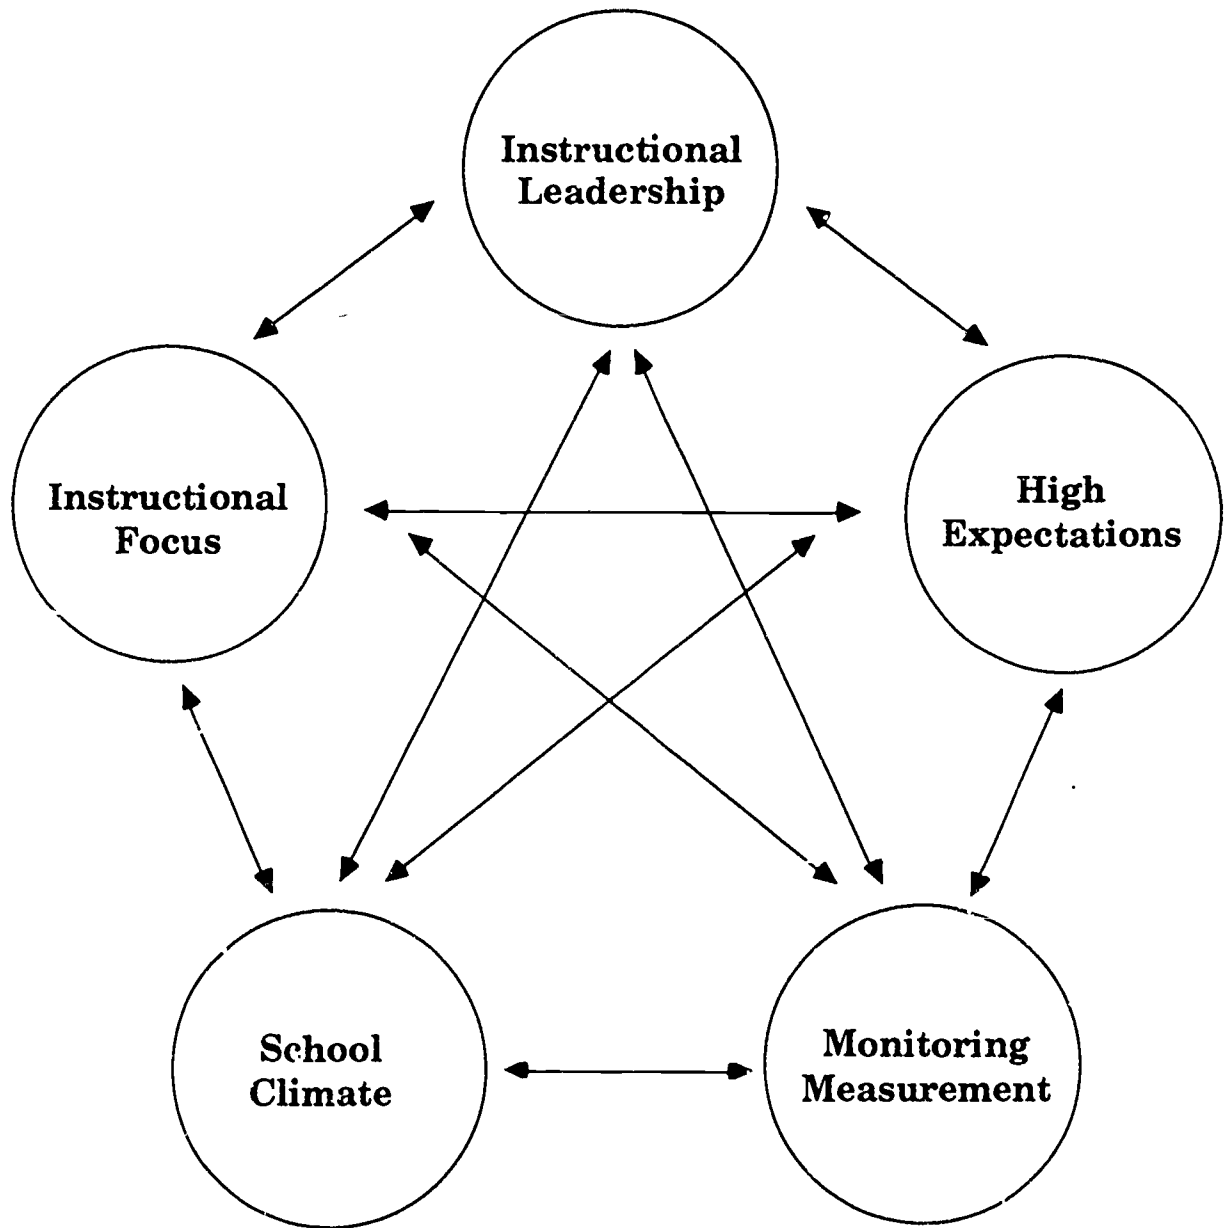 Instructional
Leadership
Instructional
Focus
High
Expectations
School
Climate
Monitoring
Measurement